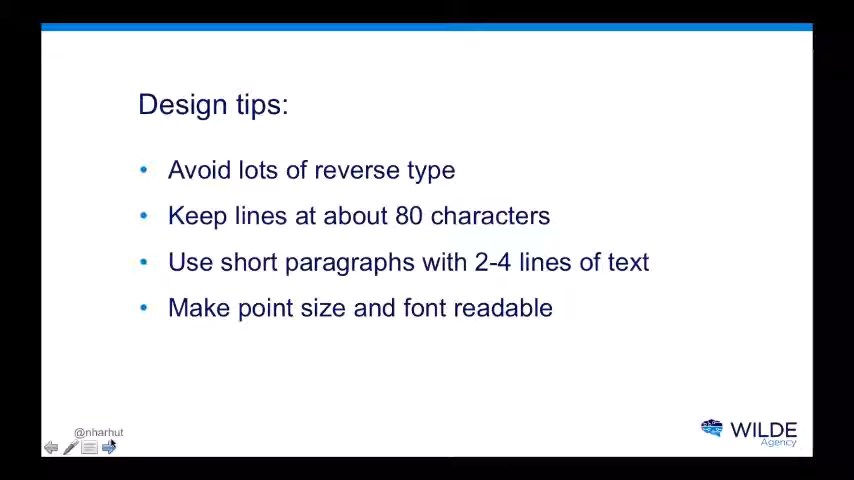 Design tips:
• Avoid lots of reverse type
• Keep lines at about 80 characters
• Use short paragraphs with 2-4 lines of text
• Make point size and font readable
@nharhut
WILDE
Agency